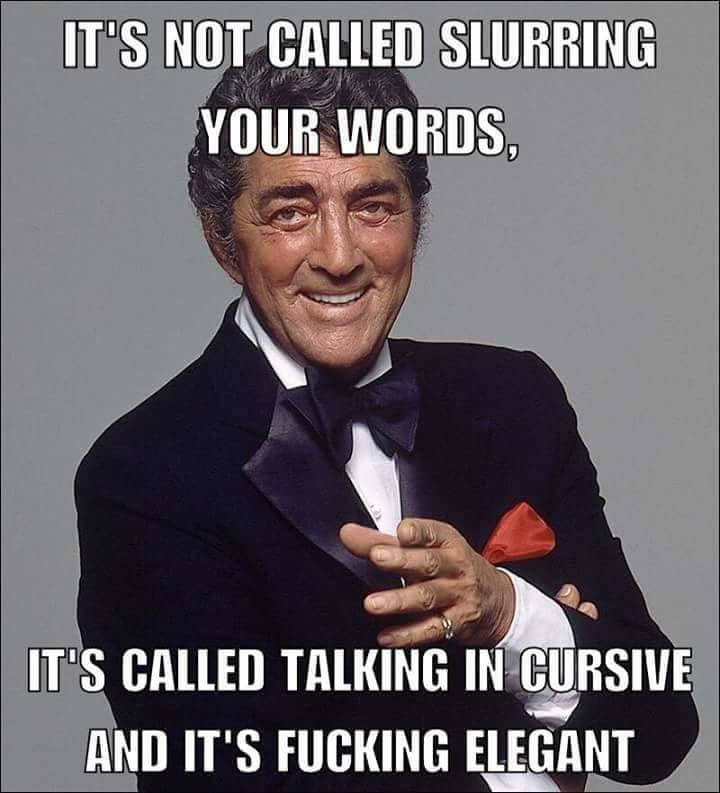 IT'S NOT CALLED SLURRING
YOUR WORDS,
IT'S CALLED TALKING IN CURSIVE
AND IT'S FUCKING ELEGANT